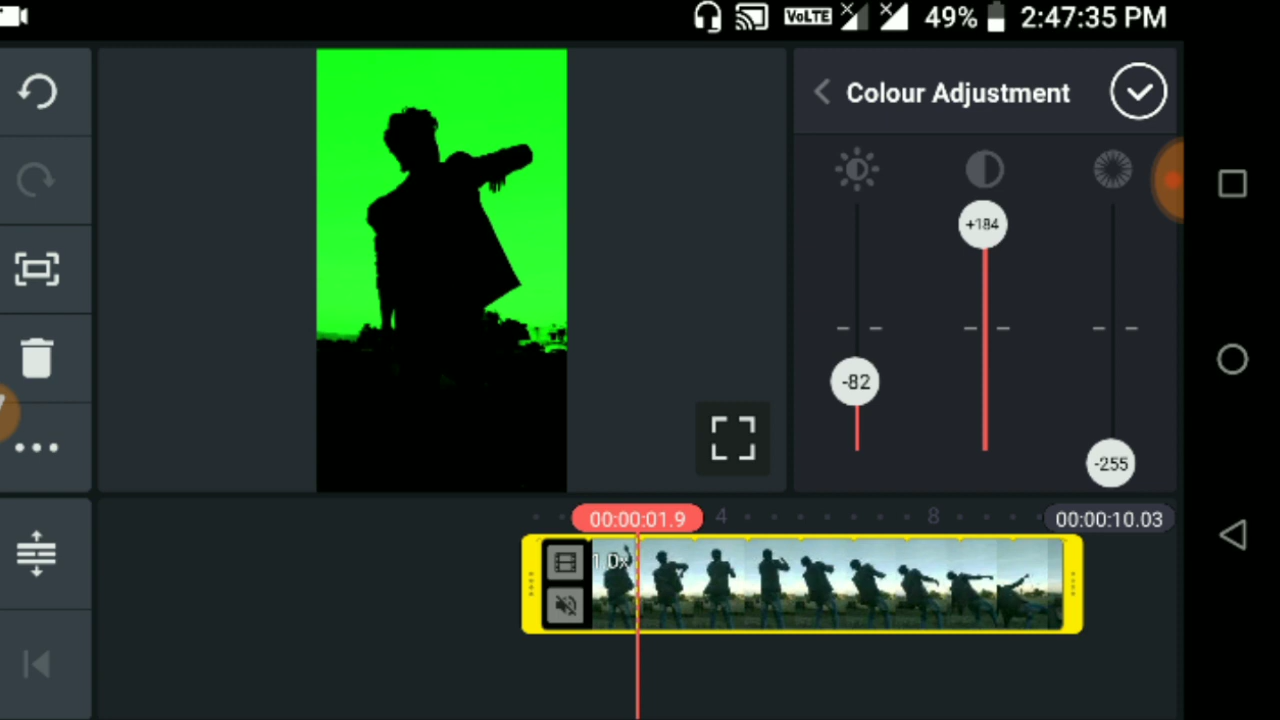 VoLTE 49% 2:47:35 PM
Colour Adjustment
+184
-82
-255
00:00:01.9 4 8 00:00:10.03
1.0x